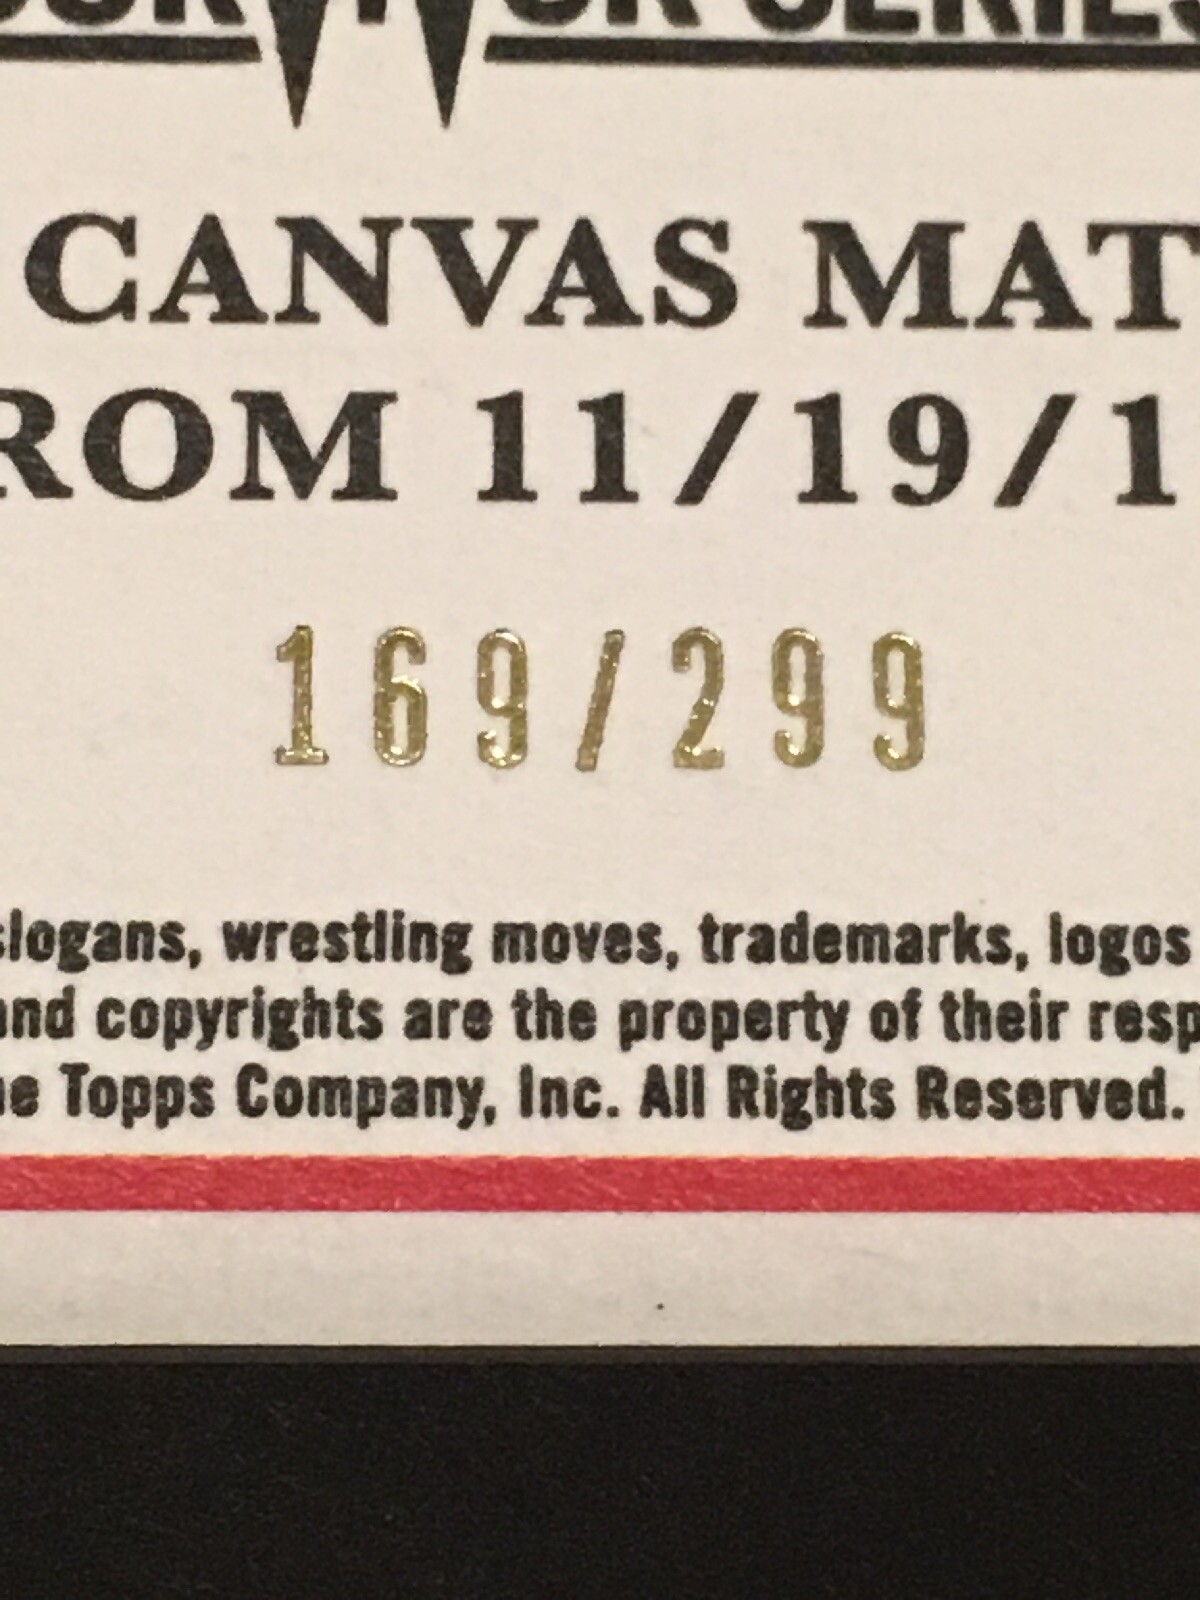 SERIES
CANVAS MAT
ROM 11/19/1
169/299
slogans, wrestling moves, trademarks, logos
and copyrights are the property of their resp
e Topps Company, Inc. All Rights Reserved.